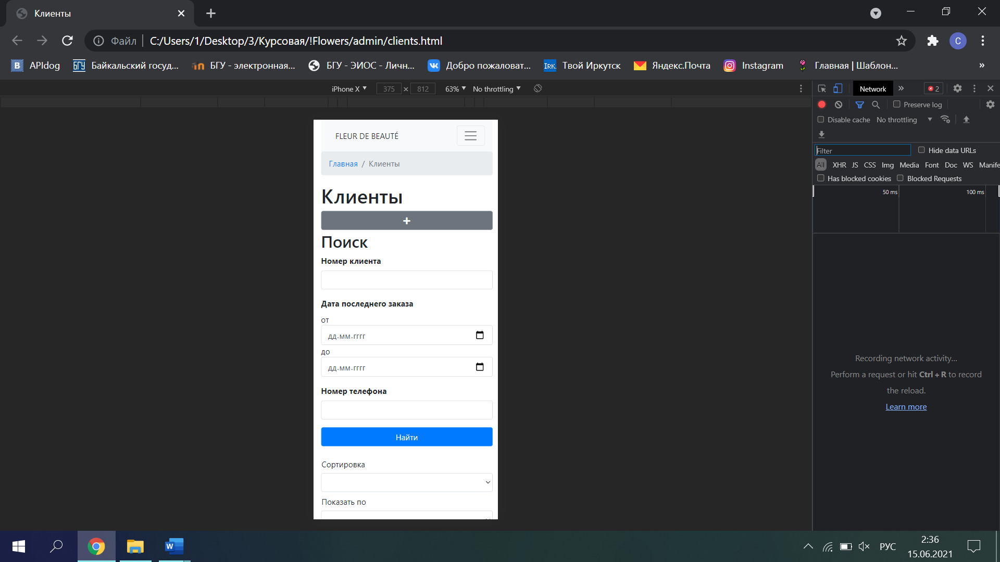 Клиенты
Файл C:/Users/1/Desktop/3/Курсовая/!Flowers/admin/clients.html
C
B APIdog
БГУ Байкальский госуд...
БГУ - электронная...
БГУ - ЭИОС - Личн...
Добро пожаловат...
IRK. Твой Иркутск
Яндекс.Почта
Instagram
Главная | Шаблон...
»
iPhone X 375 × 812 63% No throttling
Network » 2
Preserve log
Disable cache No throttling
Filter Hide data URLs
All XHR JS CSS Img Media Font Doc WS Manife
Has blocked cookies Blocked Requests
50 ms 100 ms
Recording network activity...
Perform a request or hit Ctrl + R to record
the reload.
Learn more
FLEUR DE BEAUTÉ
Главная / Клиенты
Клиенты
+
Поиск
Номер клиента
Дата последнего заказа
от
дд.мм.гггг
до
дд.мм.гггг
Номер телефона
Найти
Сортировка
Показать по
W
РУС
2:36
15.06.2021